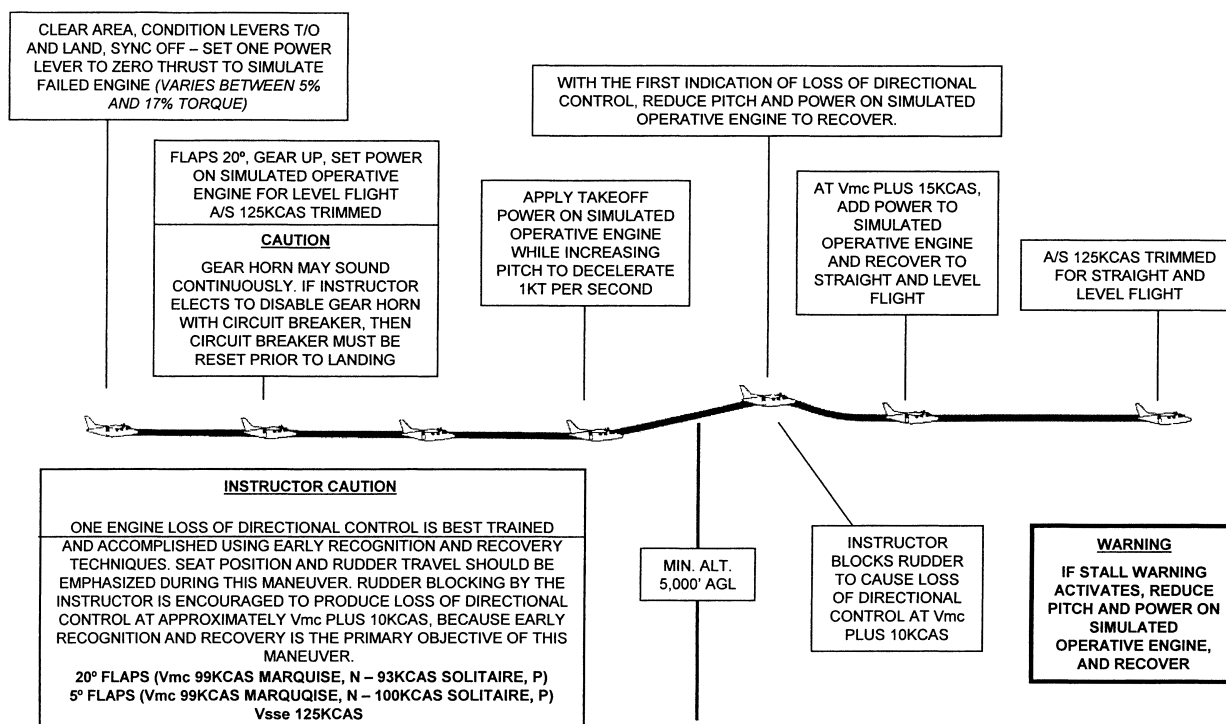 CLEAR AREA, CONDITION LEVERS T/O
AND LAND, SYNC OFF – SET ONE POWER
LEVER TO ZERO THRUST TO SIMULATE
FAILED ENGINE (VARIES BETWEEN 5%
AND 17% TORQUE)
WITH THE FIRST INDICATION OF LOSS OF DIRECTIONAL
CONTROL, REDUCE PITCH AND POWER ON SIMULATED
OPERATIVE ENGINE TO RECOVER.
FLAPS 20º, GEAR UP, SET POWER
ON SIMULATED OPERATIVE
ENGINE FOR LEVEL FLIGHT
A/S 125KCAS TRIMMED
CAUTION
GEAR HORN MAY SOUND
CONTINUOUSLY. IF INSTRUCTOR
ELECTS TO DISABLE GEAR HORN
WITH CIRCUIT BREAKER, THEN
CIRCUIT BREAKER MUST BE
RESET PRIOR TO LANDING
APPLY TAKEOFF
POWER ON SIMULATED
OPERATIVE ENGINE
WHILE INCREASING
PITCH TO DECELERATE
1KT PER SECOND
AT Vmc PLUS 15KCAS,
ADD POWER TO
SIMULATED
OPERATIVE ENGINE
AND RECOVER TO
STRAIGHT AND LEVEL
FLIGHT
A/S 125KCAS TRIMMED
FOR STRAIGHT AND
LEVEL FLIGHT
INSTRUCTOR CAUTION
ONE ENGINE LOSS OF DIRECTIONAL CONTROL IS BEST TRAINED
AND ACCOMPLISHED USING EARLY RECOGNITION AND RECOVERY
TECHNIQUES. SEAT POSITION AND RUDDER TRAVEL SHOULD BE
EMPHASIZED DURING THIS MANEUVER. RUDDER BLOCKING BY THE
INSTRUCTOR IS ENCOURAGED TO PRODUCE LOSS OF DIRECTIONAL
CONTROL AT APPROXIMATELY Vmc PLUS 10KCAS, BECAUSE EARLY
RECOGNITION AND RECOVERY IS THE PRIMARY OBJECTIVE OF THIS
MANEUVER.
20º FLAPS (Vmc 99KCAS MARQUISE, N – 93KCAS SOLITAIRE, P)
5º FLAPS (Vmc 99KCAS MARQUQISE, N – 100KCAS SOLITAIRE, P)
Vsse 125KCAS
MIN. ALT.
5,000' AGL
INSTRUCTOR
BLOCKS RUDDER
TO CAUSE LOSS
OF DIRECTIONAL
CONTROL AT Vmc
PLUS 10KCAS
WARNING
IF STALL WARNING
ACTIVATES, REDUCE
PITCH AND POWER ON
SIMULATED
OPERATIVE ENGINE,
AND RECOVER